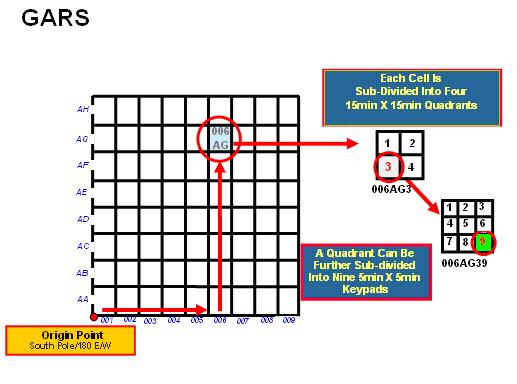 GARS
Each Cell Is
Sub-Divided Into Four
15min X 15min Quadrants
AH
AG
AF
AE
AD
AC
AB
AA
006
AG
1 2
3 4
006AG3
1 2 3
4 5 6
7 8 9
006AG39
A Quadrant Can Be
Further Sub-divided
Into Nine 5min X 5min
Keypads
001 002 003 004 005 006 007 008 009
Origin Point
South Pole/180 E/W